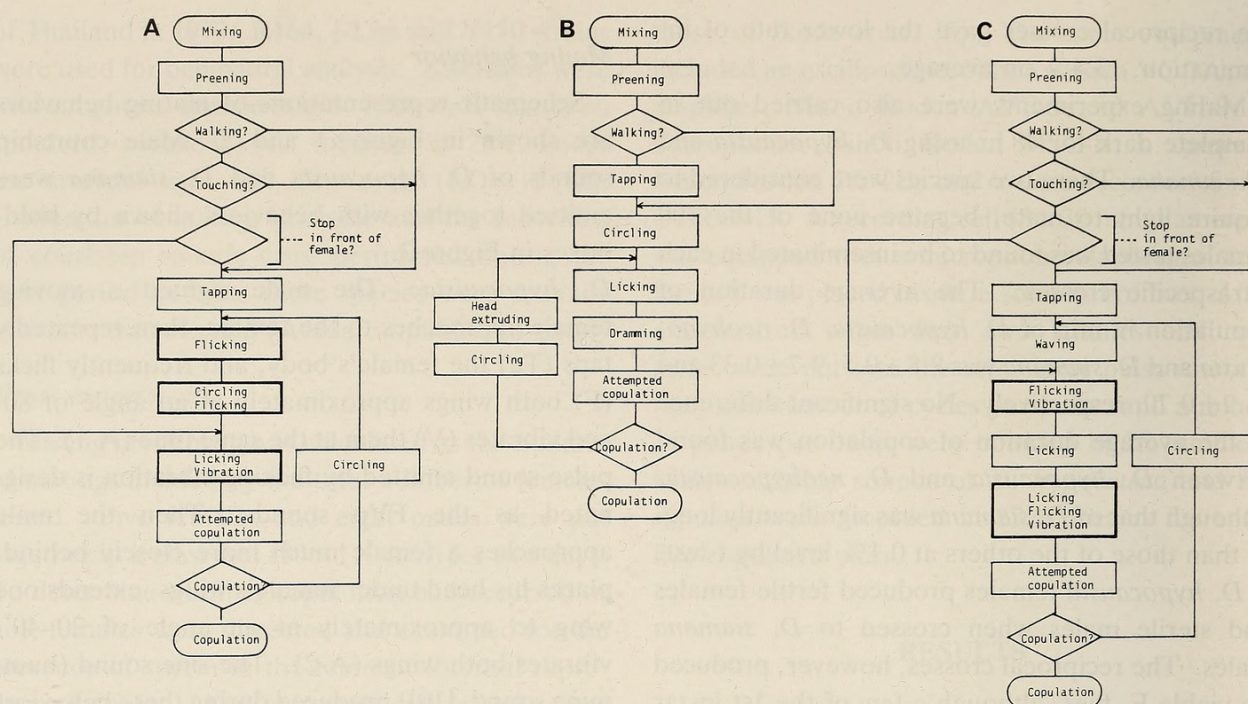 A
Mixing
Preening
Walking?
Touching?
Stop
in front of
female?
Tapping
Flicking
Circling
Flicking
Licking
Vibration
Circling
Attempted
copulation
Copulation?
Copulation
B
Mixing
Preening
Walking?
Tapping
Circling
Licking
Head
extruding
Dramming
Circling
Attempted
copulation
Copulation?
Copulation
C
Mixing
Preening
Walking?
Touching?
Stop
in front of
female?
Tapping
Waving
Flicking
Vibration
Licking
Circling
Licking
Flicking
Vibration
Attempted
copulation
Copulation?
Copulation